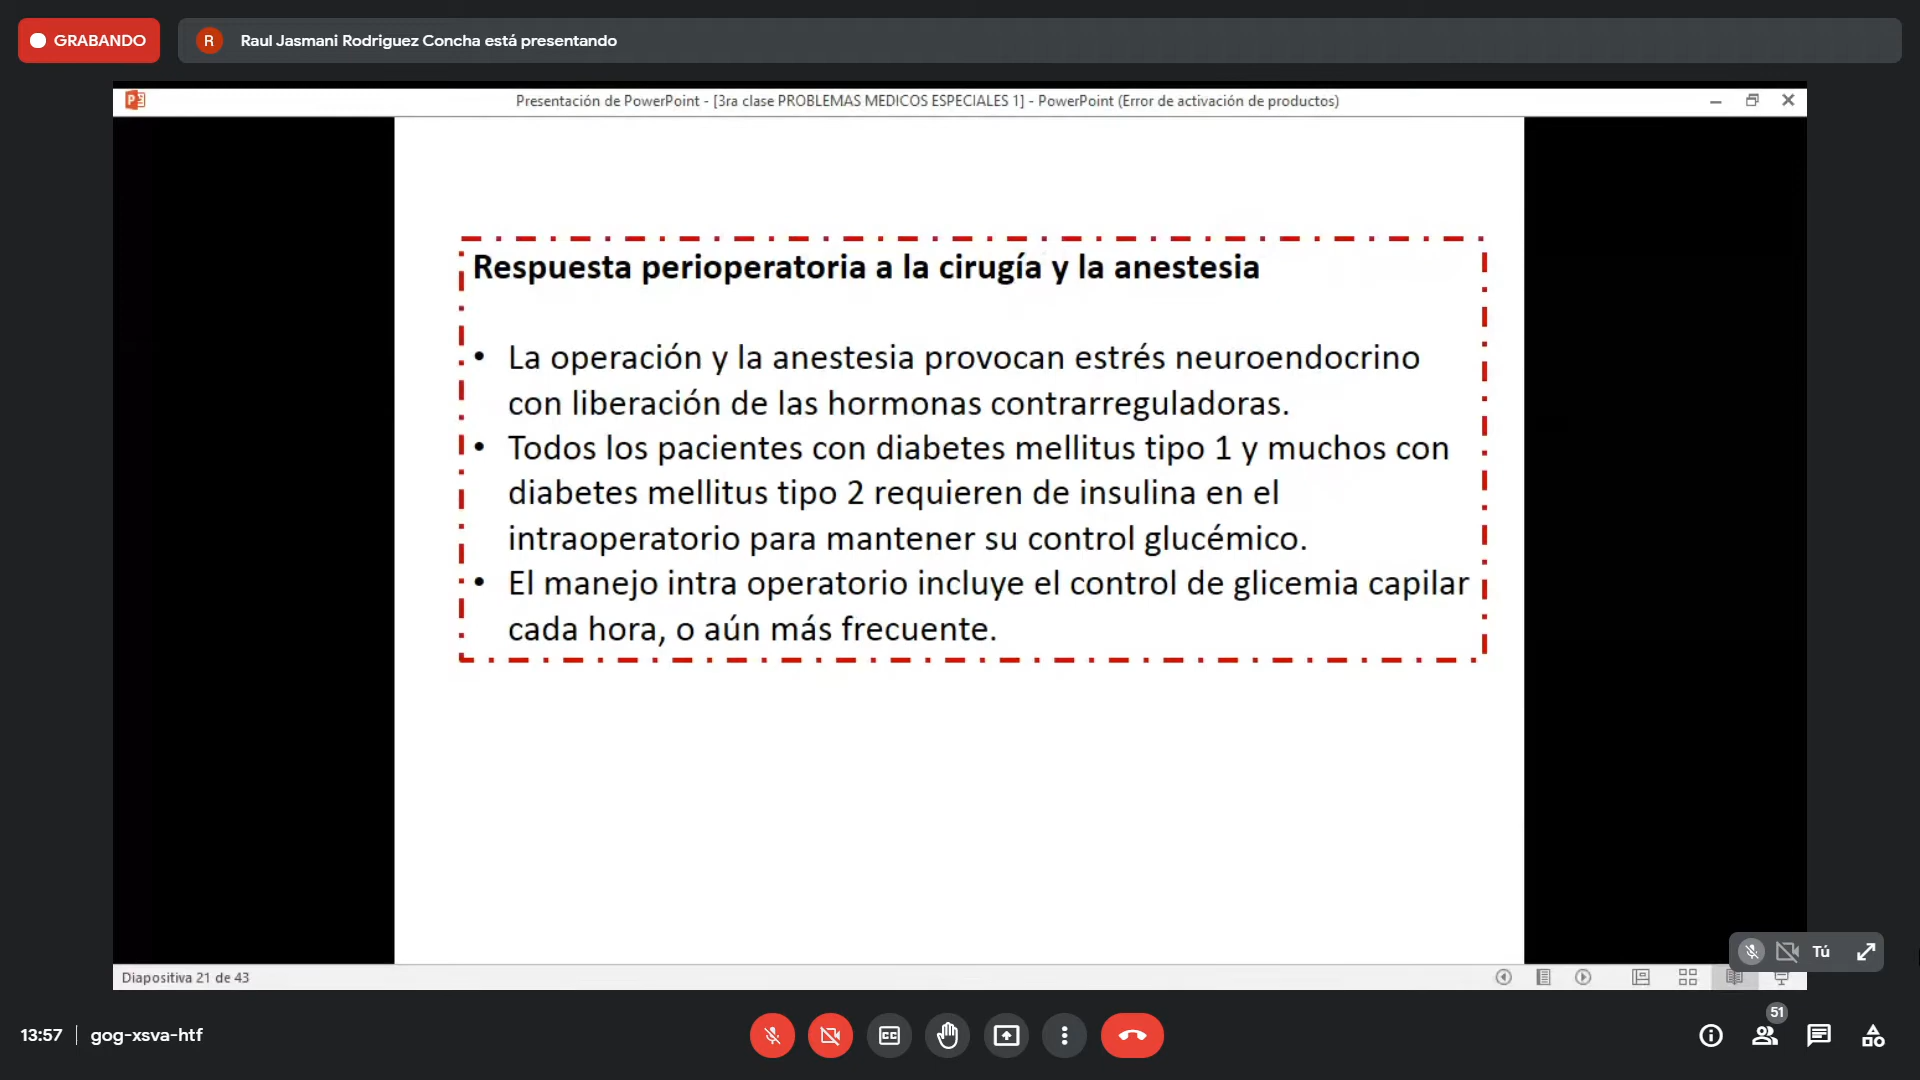 GRABANDO
R
Raul Jasmani Rodriguez Concha está presentando
Presentación de PowerPoint - [3ra clase PROBLEMAS MEDICOS ESPECIALES 1] - PowerPoint (Error de activación de productos)
Respuesta perioperatoria a la cirugía y la anestesia
• La operación y la anestesia provocan estrés neuroendocrino
con liberación de las hormonas contrarreguladoras.
• Todos los pacientes con diabetes mellitus tipo 1 y muchos con
diabetes mellitus tipo 2 requieren de insulina en el
intraoperatorio para mantener su control glucémico.
• El manejo intra operatorio incluye el control de glicemia capilar
cada hora, o aún más frecuente.
Tú
Diapositiva 21 de 43
13:57
gog-xsva-htf
51